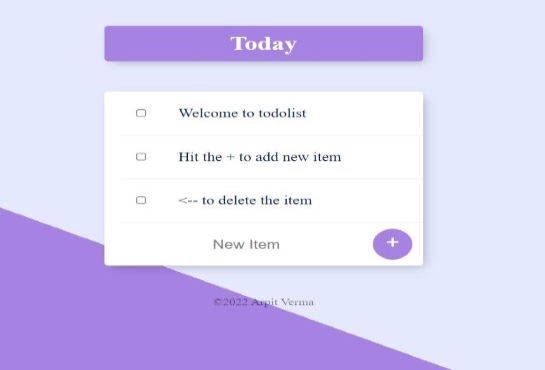 Today
Welcome to todolist
Hit the + to add new item
<-- to delete the item
New Item
+
©2022 Arpit Verma